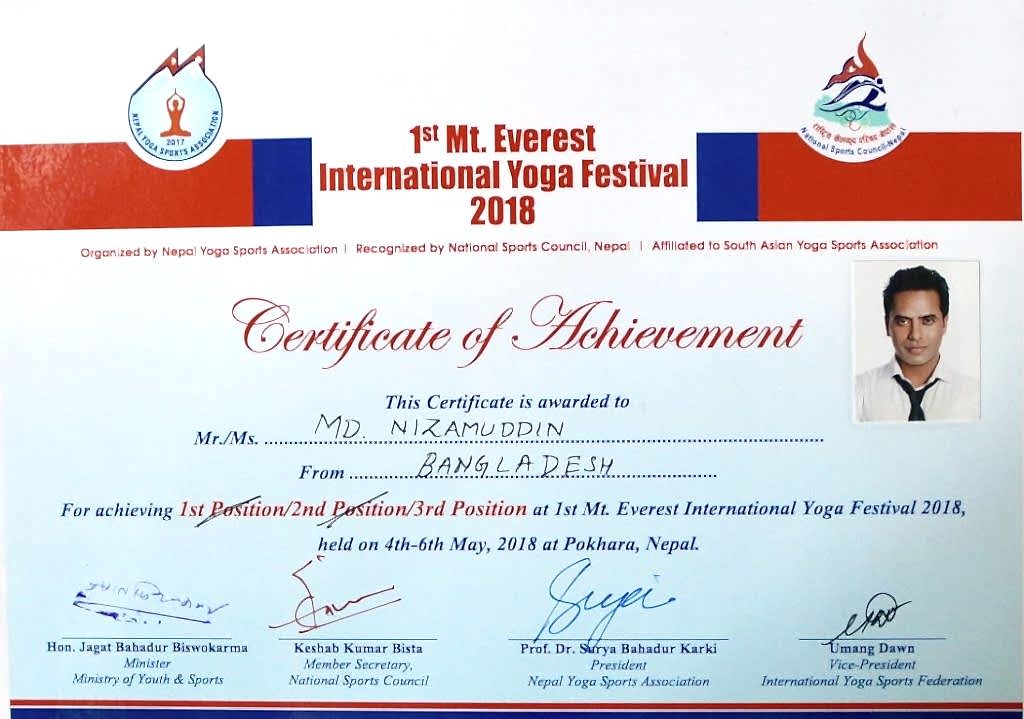 NEPAL YOGA SPORTS ASSOCIATION
2017
राष्ट्रिय खेलकुद परिषद नेपाल
National Sports Council-Nepal
1st Mt. Everest
International Yoga Festival
2018
Organized by Nepal Yoga Sports Association | Recognized by National Sports Council, Nepal | Affiliated to South Asian Yoga Sports Association
Certificate of Achievement
This Certificate is awarded to
Mr./Ms. MD. NIZAMUDDIN
From BANGLADESH
For achieving 1st Position/2nd Position/3rd Position at 1st Mt. Everest International Yoga Festival 2018,
held on 4th-6th May, 2018 at Pokhara, Nepal.
Hon. Jagat Bahadur Biswokarma Keshab Kumar Bista Prof. Dr. Surya Bahadur Karki Umang Dawn
Minister Member Secretary, President Vice-President
Ministry of Youth & Sports National Sports Council Nepal Yoga Sports Association International Yoga Sports Federation